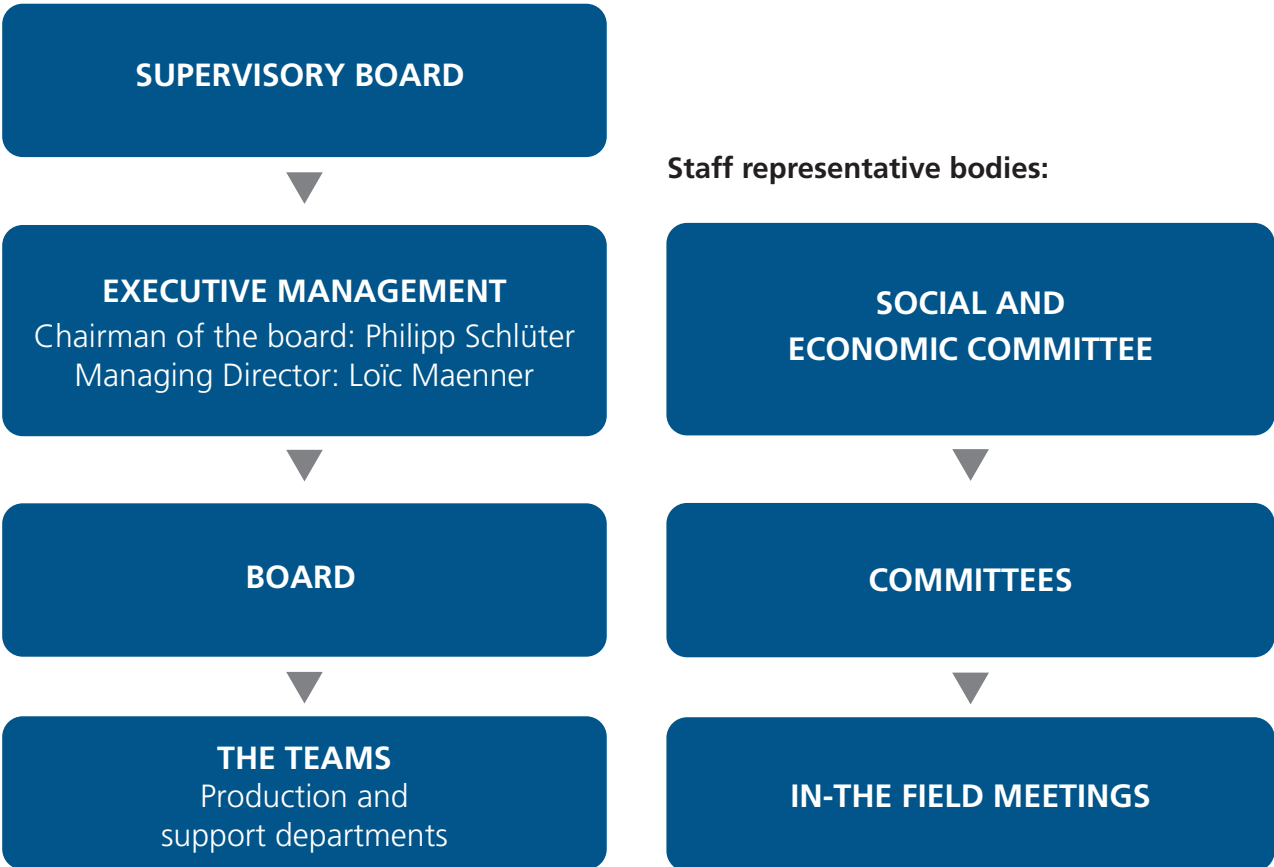 SUPERVISORY BOARD
EXECUTIVE MANAGEMENT
Chairman of the board: Philipp Schlüter
Managing Director: Loïc Maenner
BOARD
THE TEAMS
Production and
support departments
Staff representative bodies:
SOCIAL AND
ECONOMIC COMMITTEE
COMMITTEES
IN-THE FIELD MEETINGS